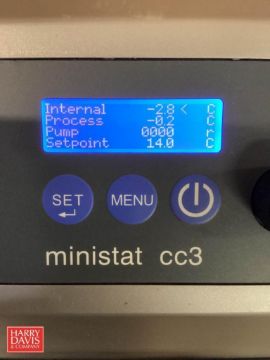 Internal -2.8 < C
Process -0.2 C
Pump 0000 r
Setpoint 14.0 C
SET MENU
ministat cc3
HARRY
DAVIS
& COMPANY